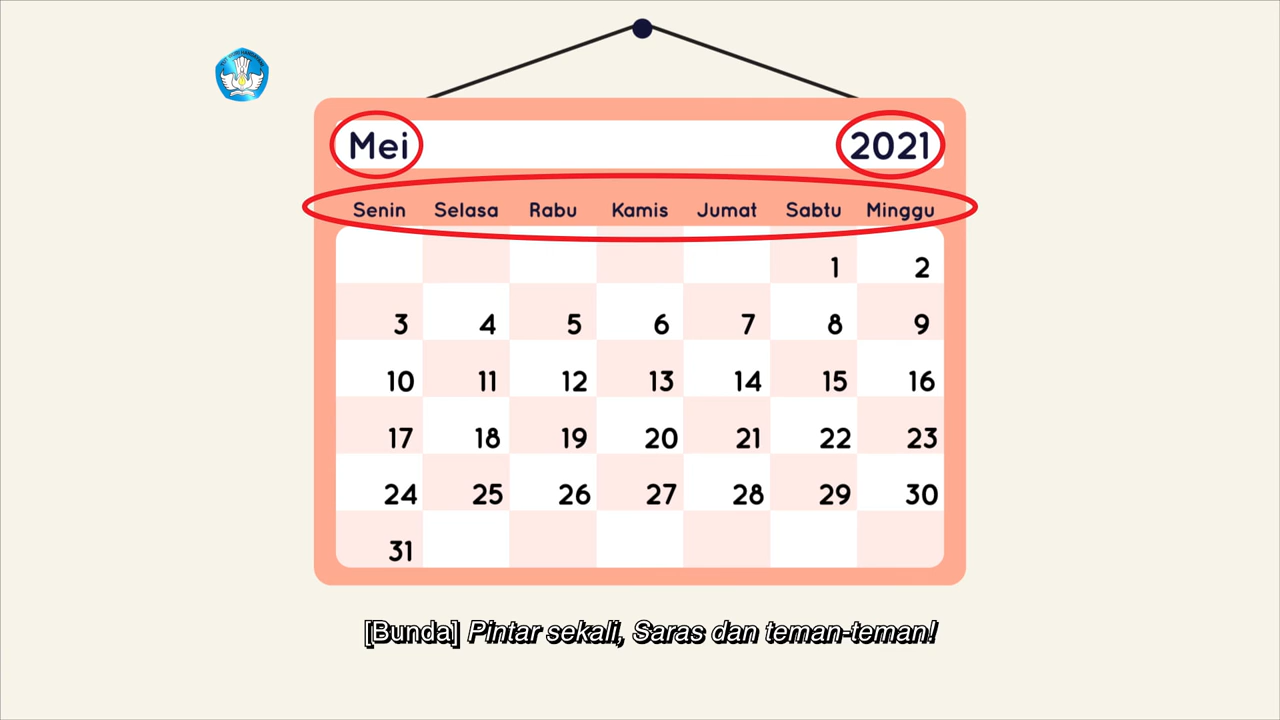 Mei 2021
Senin Selasa Rabu Kamis Jumat Sabtu Minggu
1 2
3 4 5 6 7 8 9
10 11 12 13 14 15 16
17 18 19 20 21 22 23
24 25 26 27 28 29 30
31
[Bunda] Pintar sekali, Saras dan teman-teman!